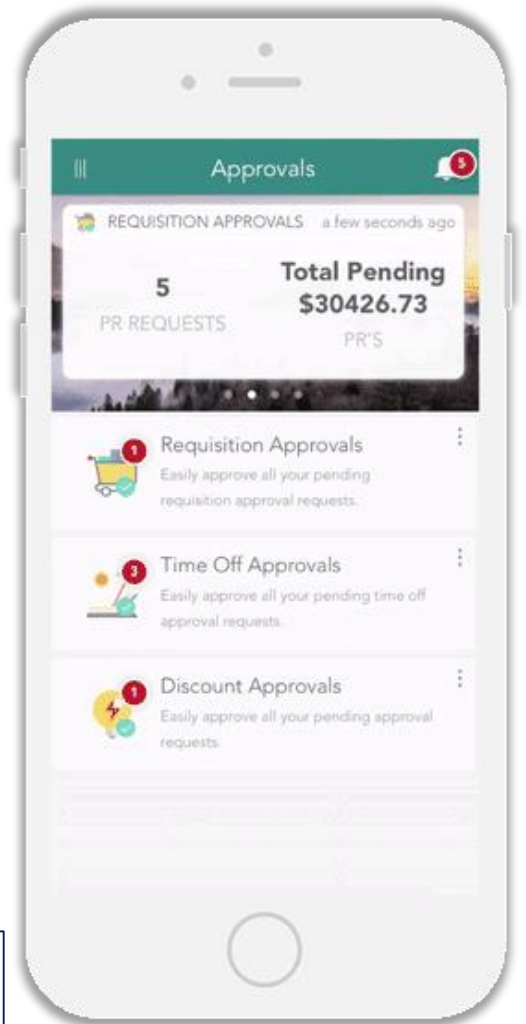 Approvals
5
REQUISITION APPROVALS a few seconds ago
5
PR REQUESTS
Total Pending
$30426.73
PR'S
1
Requisition Approvals
Easily approve all your pending
requisition approval requests.
3
Time Off Approvals
Easily approve all your pending time off
approval requests.
1
Discount Approvals
Easily approve all your pending approval
requests.